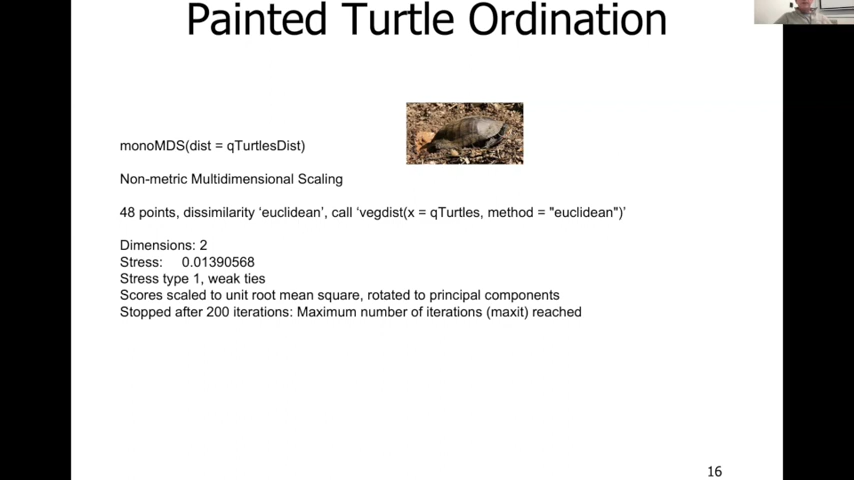 Painted Turtle Ordination
monoMDS(dist = qTurtlesDist)
Non-metric Multidimensional Scaling
48 points, dissimilarity ‘euclidean’, call ‘vegdist(x = qTurtles, method = "euclidean")’
Dimensions: 2
Stress: 0.01390568
Stress type 1, weak ties
Scores scaled to unit root mean square, rotated to principal components
Stopped after 200 iterations: Maximum number of iterations (maxit) reached
16